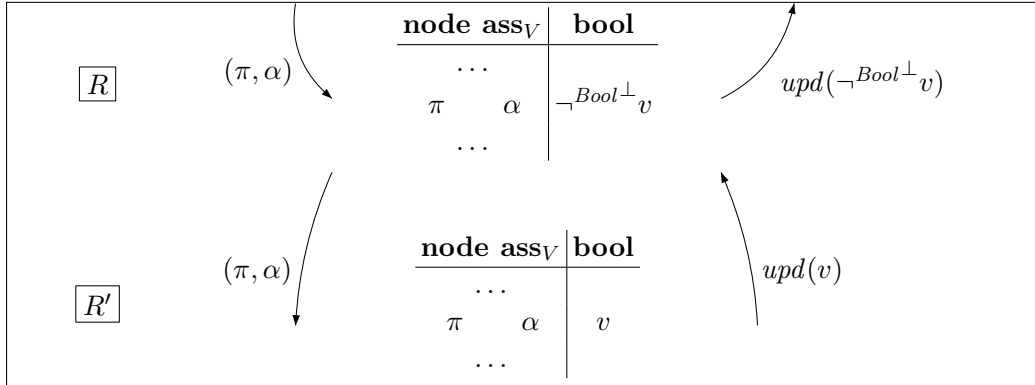 node ass_V bool
(π, α) . . . upd(¬^{Bool^⊥} v)
R π α ¬^{Bool^⊥} v
. . .
node ass_V bool
(π, α) . . . upd(v)
R′ π α v
. . .